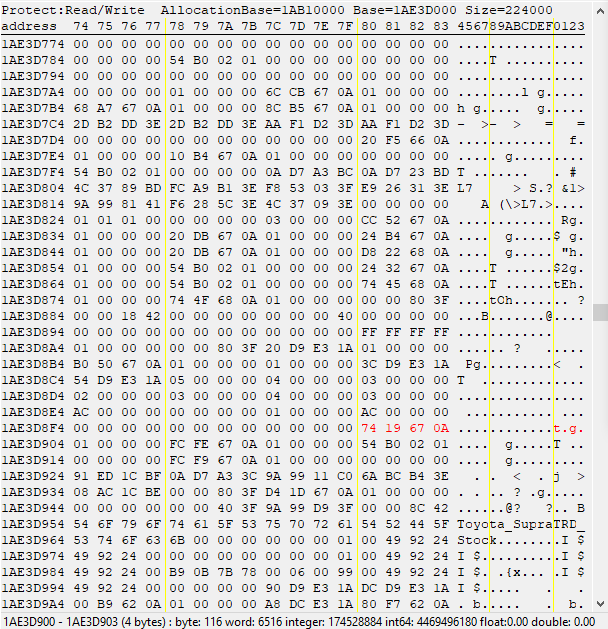 Protect:Read/Write  AllocationBase=1AB10000 Base=1AE3D000 Size=224000
address  74 75 76 77 78 79 7A 7B 7C 7D 7E 7F 80 81 82 83 456789ABCDEF0123
1AE3D774 00 00 00 00 00 00 00 00 00 00 00 00 00 00 00 00 ................
1AE3D784 00 00 00 00 54 B0 02 01 00 00 00 00 00 00 00 00 ....T ..........
1AE3D794 00 00 00 00 00 00 00 00 00 00 00 00 00 00 00 00 ................
1AE3D7A4 00 00 00 00 01 00 00 00 6C CB 67 0A 01 00 00 00 ........l g.....
1AE3D7B4 68 A7 67 0A 01 00 00 00 8C B5 67 0A 01 00 00 00 h g.....  g.....
1AE3D7C4 2D B2 DD 3E 2D B2 DD 3E AA F1 D2 3D AA F1 D2 3D -  >-  >   =   =
1AE3D7D4 00 00 00 00 00 00 00 00 00 00 00 00 20 F5 66 0A ............  f.
1AE3D7E4 01 00 00 00 10 B4 67 0A 01 00 00 00 00 00 00 00 ..... g.........
1AE3D7F4 54 B0 02 01 00 00 00 00 0A D7 A3 BC 0A D7 23 BD T ...... .   . #
1AE3D804 4C 37 89 BD FC A9 B1 3E F8 53 03 3F E9 26 31 3E L7     > S.? &1>
1AE3D814 9A 99 81 41 F6 28 5C 3E 4C 37 09 3E 00 00 00 00    A (\>L7.>....
1AE3D824 01 01 01 00 00 00 00 00 03 00 00 00 CC 52 67 0A ............ Rg.
1AE3D834 01 00 00 00 20 DB 67 0A 01 00 00 00 24 B4 67 0A ....  g.....$ g.
1AE3D844 01 00 00 00 20 DB 67 0A 01 00 00 00 D8 22 68 0A ....  g..... "h.
1AE3D854 01 00 00 00 54 B0 02 01 00 00 00 00 24 32 67 0A ....T ......$2g.
1AE3D864 01 00 00 00 54 B0 02 01 00 00 00 00 74 45 68 0A ....T ......tEh.
1AE3D874 01 00 00 00 74 4F 68 0A 01 00 00 00 00 00 80 3F ....tOh....... ?
1AE3D884 00 00 18 42 00 00 00 00 00 00 00 40 00 00 00 00 ...B.......@....
1AE3D894 00 00 00 00 00 00 00 00 00 00 00 00 FF FF FF FF ............
1AE3D8A4 01 00 00 00 00 00 80 3F 20 D9 E3 1A 01 00 00 00 ...... ?   .....
1AE3D8B4 B0 50 67 0A 01 00 00 00 01 00 00 00 3C D9 E3 1A  Pg.........<  .
1AE3D8C4 54 D9 E3 1A 05 00 00 00 04 00 00 00 03 00 00 00 T  .............
1AE3D8D4 02 00 00 00 03 00 00 00 04 00 00 00 03 00 00 00 ................
1AE3D8E4 AC 00 00 00 00 00 00 00 01 00 00 00 AC 00 00 00  ........... ...
1AE3D8F4 00 00 00 00 00 00 00 00 00 00 00 00 74 19 67 0A ............t.g.
1AE3D904 01 00 00 00 FC FE 67 0A 01 00 00 00 54 B0 02 01 ....  g.....T ..
1AE3D914 00 00 00 00 FC F9 67 0A 01 00 00 00 00 00 00 00 ....  g.........
1AE3D924 91 ED 1C BF 0A D7 A3 3C 9A 99 11 C0 6A BC B4 3E   . .  <  . j  >
1AE3D934 08 AC 1C BE 00 00 80 3F D4 1D 67 0A 01 00 00 00 . . .. ? .g.....
1AE3D944 00 00 00 00 00 00 40 3F 9A 99 D9 3F 00 00 8C 42 ......@?   ?.. B
1AE3D954 54 6F 79 6F 74 61 5F 53 75 70 72 61 54 52 44 5F Toyota_SupraTRD_
1AE3D964 53 74 6F 63 6B 00 00 00 00 00 01 00 00 49 92 24 Stock........I $
1AE3D974 49 92 24 00 00 00 00 00 00 00 01 00 00 49 92 24 I $..........I $
1AE3D984 49 92 24 00 00 B9 0B 7B 78 00 06 00 99 00 00 49 92 24 I $.. .{x... ..I $
1AE3D994 49 92 24 00 00 00 00 00 90 D9 E3 1A DC D9 E3 1A I $.....   .   .
1AE3D9A4 00 B9 62 0A 01 00 00 00 A8 DC E3 1A 80 F7 62 0A . b.....   .  b.
1AE3D900 - 1AE3D903 (4 bytes) : byte: 116 word: 6516 integer: 174528884 int64: 4469496180 float:0.00 double: 0.00